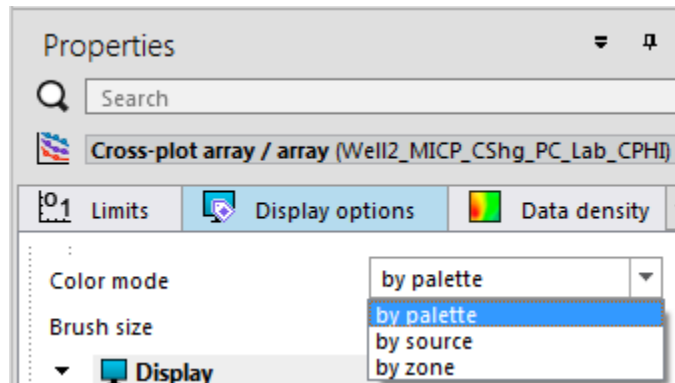 Properties
Search
Cross-plot array / array (Well2_MICP_CShg_PC_Lab_CPHI)
Limits Display options Data density
Color mode by palette
by palette
Brush size
by source
by zone
Display